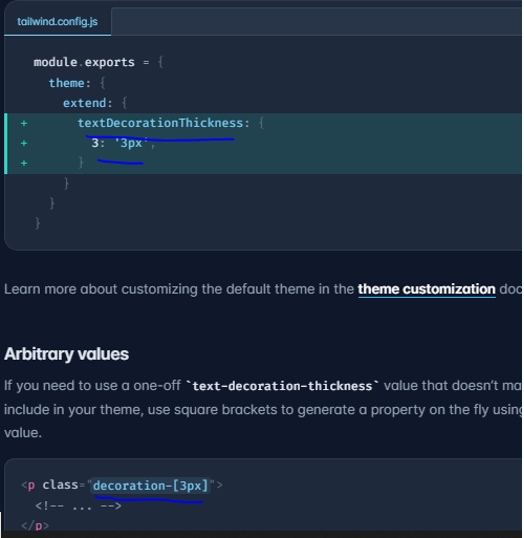 tailwind.config.js
module.exports = {
theme: {
extend: {
+ textDecorationThickness: {
+ 3: '3px',
+ }
}
}
}
Learn more about customizing the default theme in the theme customization doc
Arbitrary values
If you need to use a one-off `text-decoration-thickness` value that doesn't ma
include in your theme, use square brackets to generate a property on the fly using
value.
<p class="decoration-[3px]">
<!-- ... -->
</p>